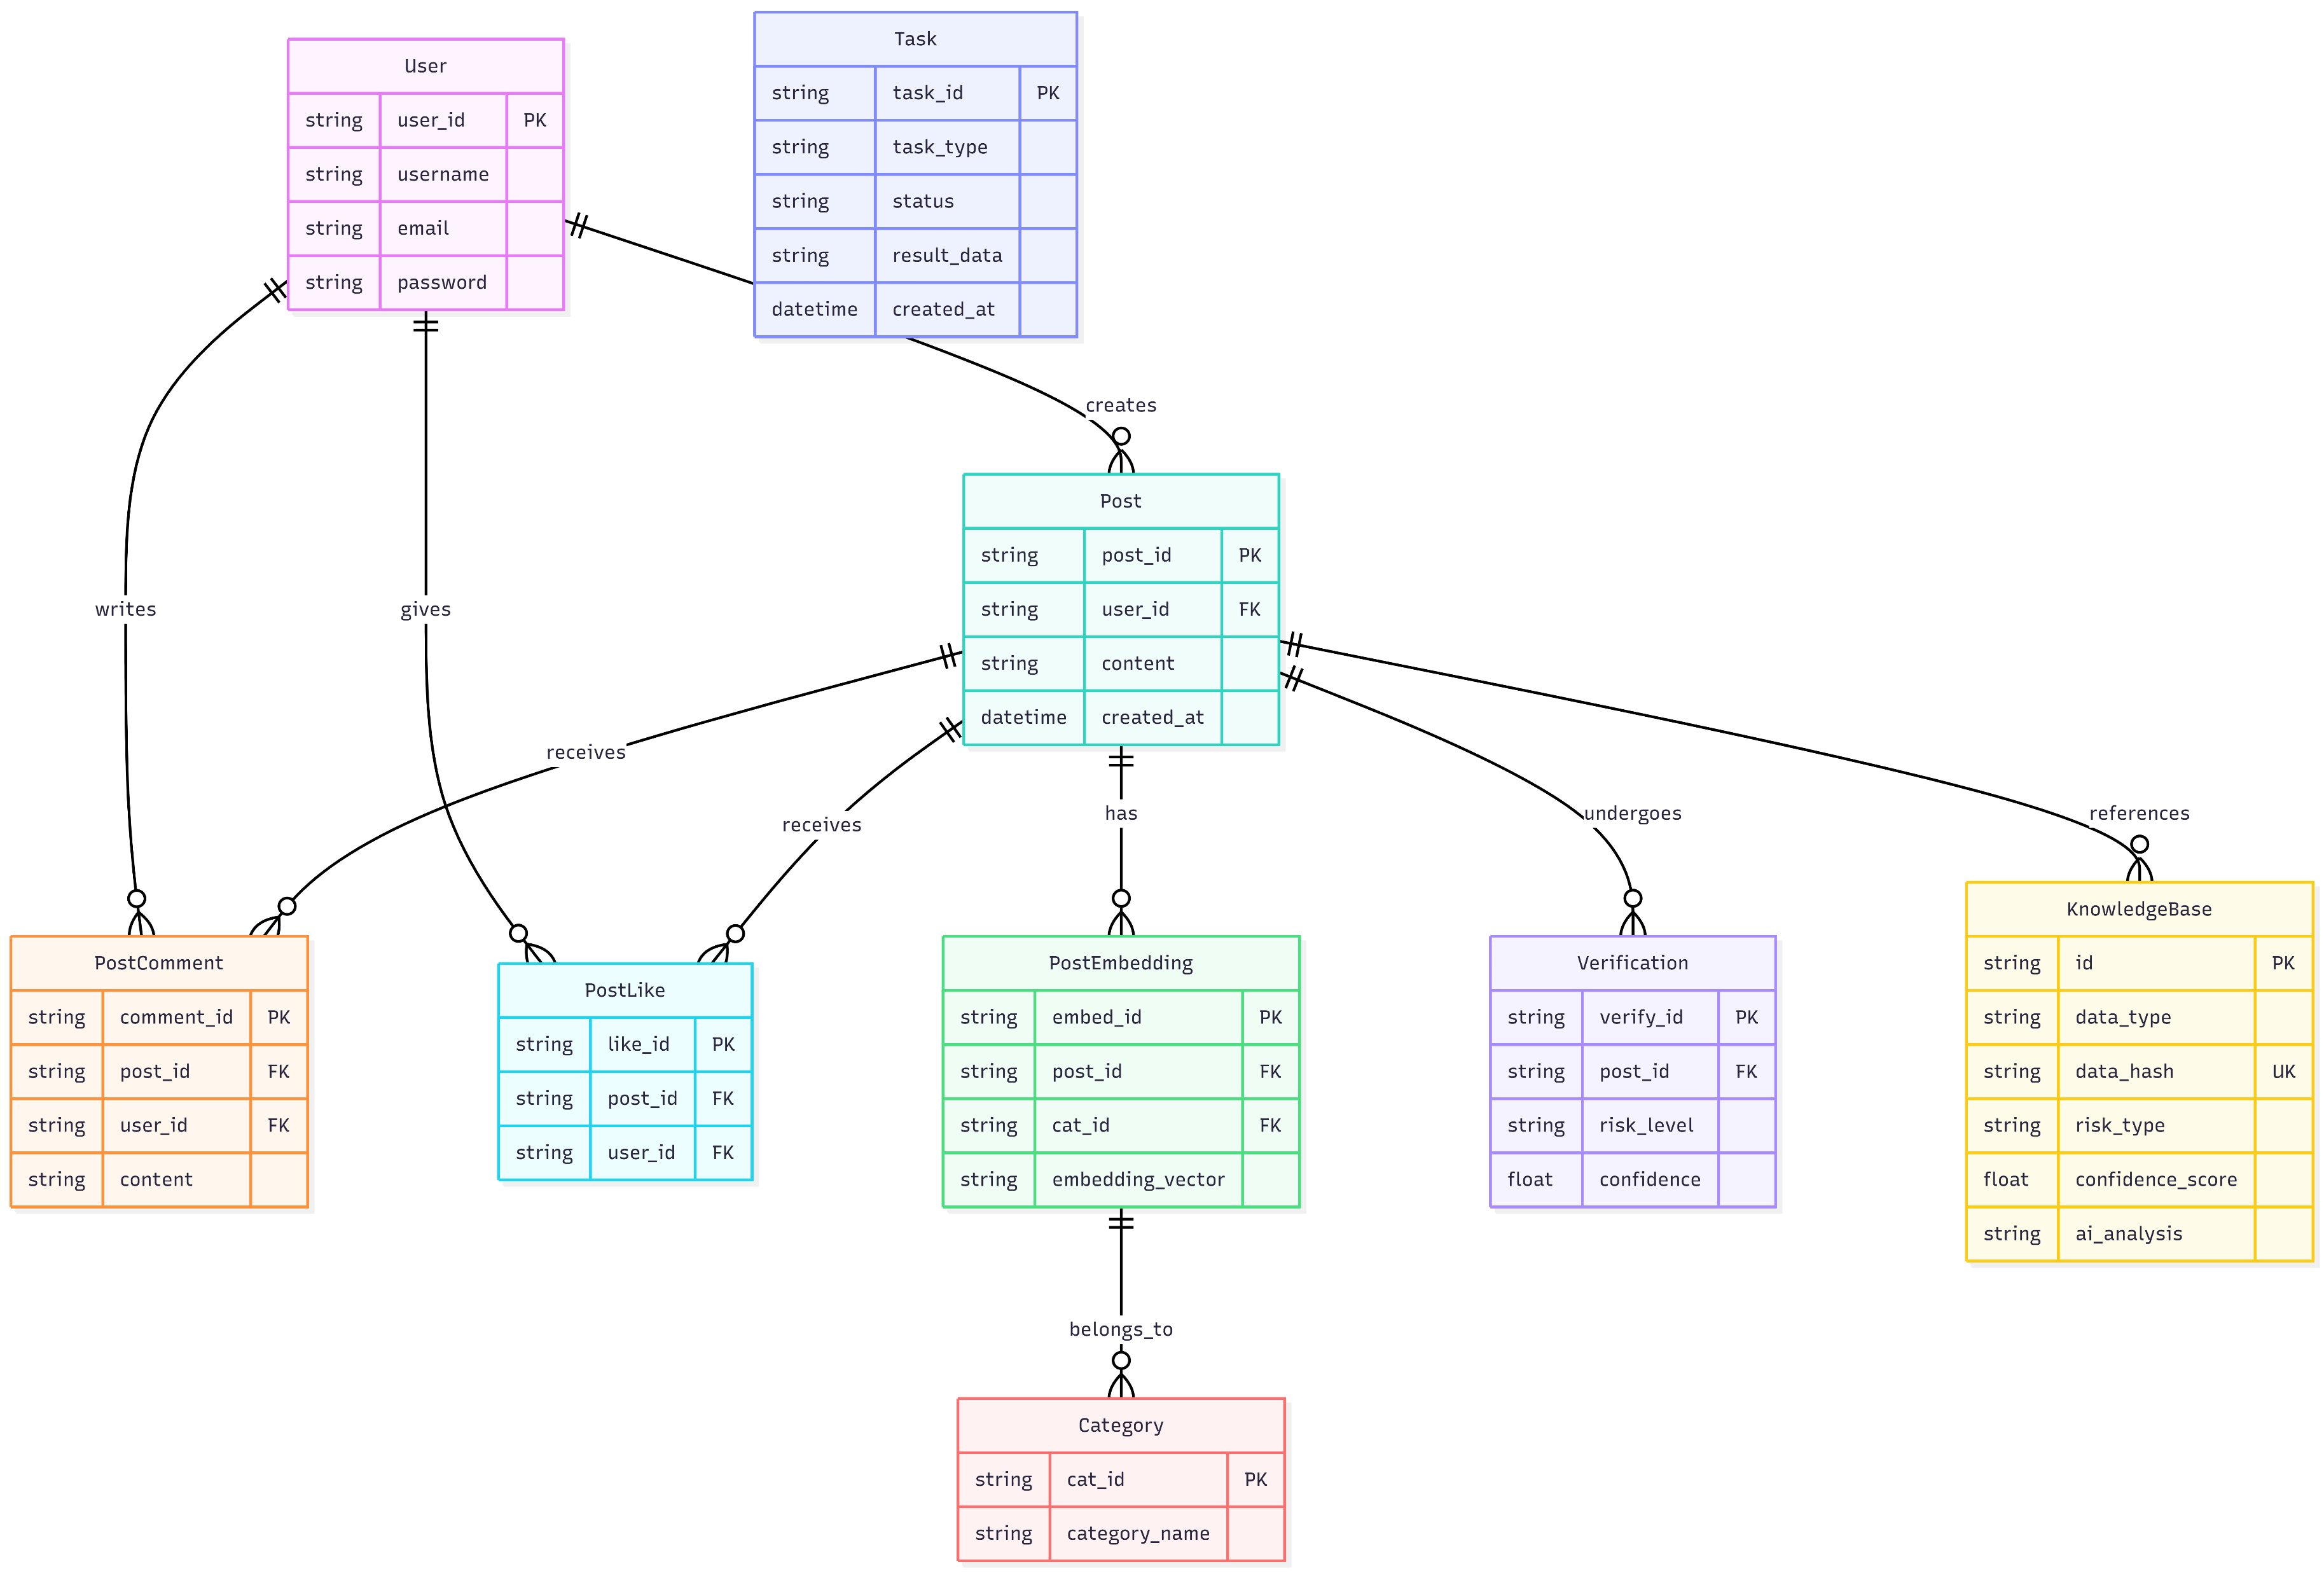 User
string user_id PK
string username
string email
string password
Task
string task_id PK
string task_type
string status
string result_data
datetime created_at
creates
Post
string post_id PK
string user_id FK
string content
datetime created_at
writes
gives
receives
receives
has
undergoes
references
PostComment
string comment_id PK
string post_id FK
string user_id FK
string content
PostLike
string like_id PK
string post_id FK
string user_id FK
PostEmbedding
string embed_id PK
string post_id FK
string cat_id FK
string embedding_vector
Verification
string verify_id PK
string post_id FK
string risk_level
float confidence
KnowledgeBase
string id PK
string data_type
string data_hash UK
string risk_type
float confidence_score
string ai_analysis
belongs_to
Category
string cat_id PK
string category_name